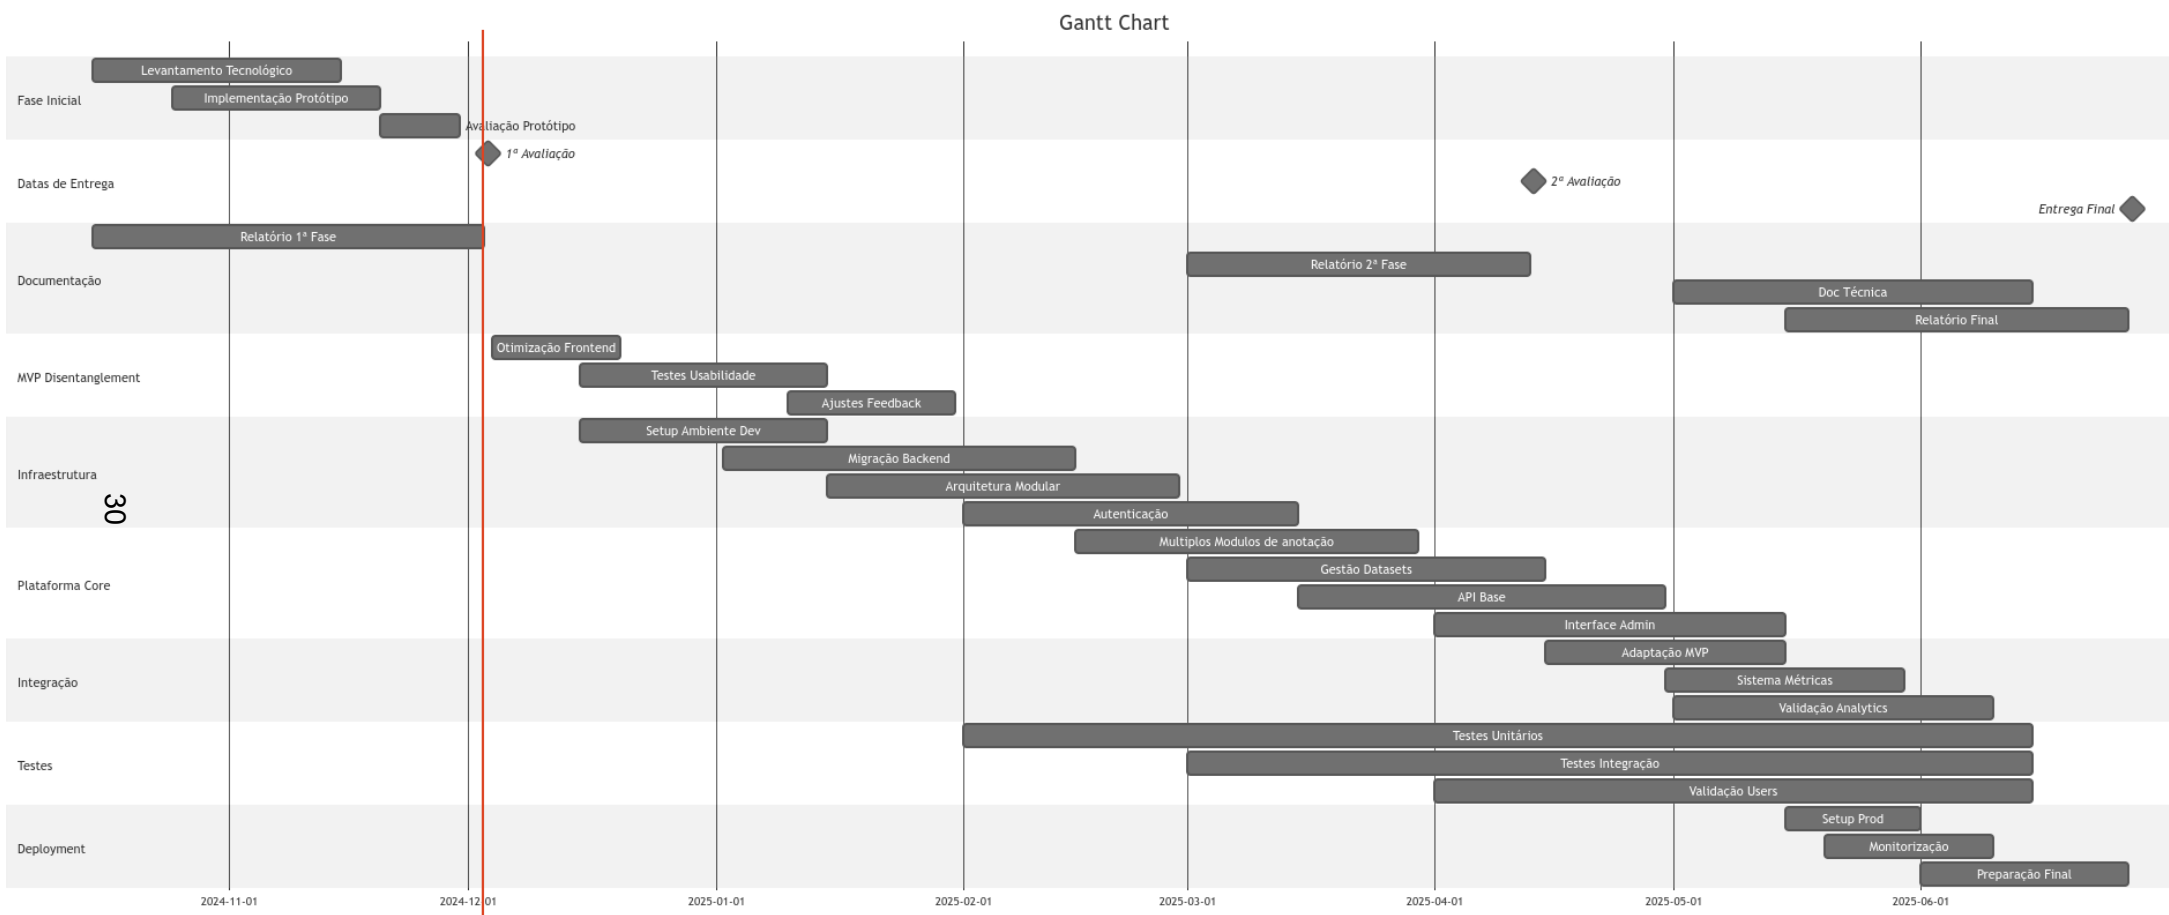 Gantt Chart
Fase Inicial
Levantamento Tecnológico
Implementação Protótipo
Avaliação Protótipo
Datas de Entrega
1ª Avaliação
2ª Avaliação
Entrega Final
Documentação
Relatório 1ª Fase
Relatório 2ª Fase
Doc Técnica
Relatório Final
MVP Disentanglement
Otimização Frontend
Testes Usabilidade
Ajustes Feedback
Infraestrutura
Setup Ambiente Dev
Migração Backend
Arquitetura Modular
Autenticação
30
Plataforma Core
Multiplos Modulos de anotação
Gestão Datasets
API Base
Interface Admin
Integração
Adaptação MVP
Sistema Métricas
Validação Analytics
Testes
Testes Unitários
Testes Integração
Validação Users
Deployment
Setup Prod
Monitorização
Preparação Final
2024-11-01 2024-12-01 2025-01-01 2025-02-01 2025-03-01 2025-04-01 2025-05-01 2025-06-01